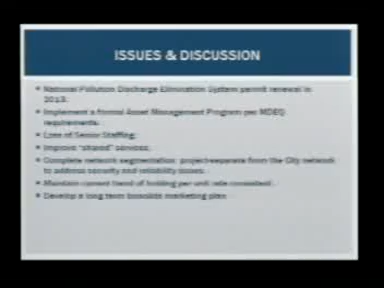 ISSUES & DISCUSSION
National Pollution Discharge Elimination System permit renewal in
2013.
Implement a formal Asset Management Program per MDEQ
requirements.
Loss of Senior Staffing.
Improve "shared" services.
Complete network segmentation project-separate from the City network
to address security and reliability issues.
Maintain current trend of holding per unit rate consistent.
Develop a long term biosolids marketing plan